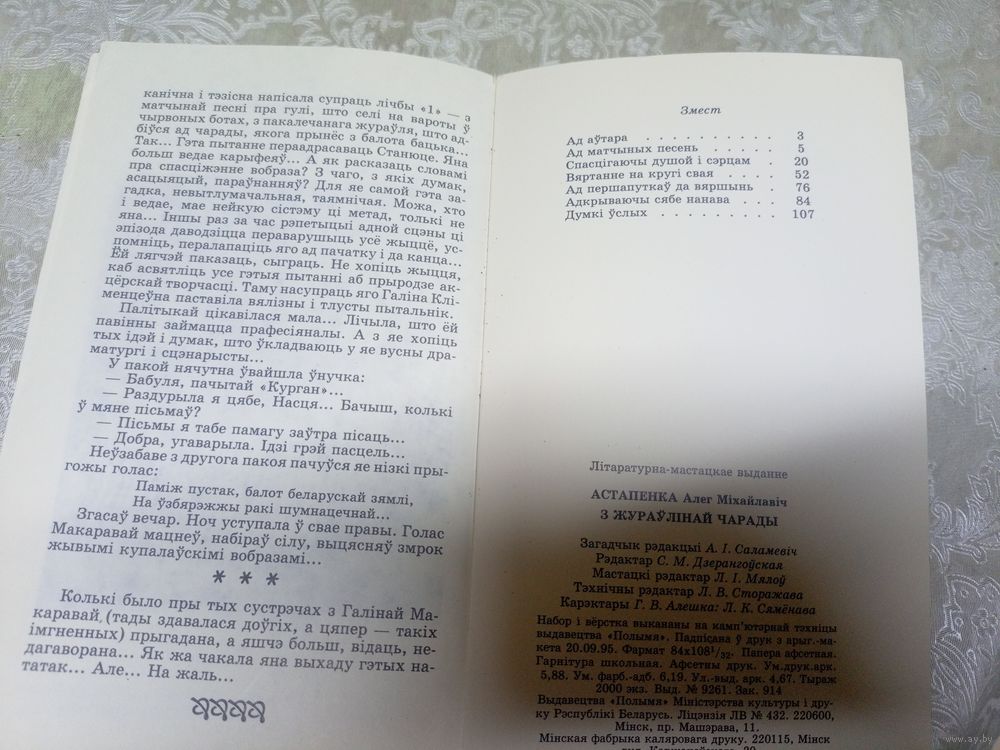 канічна і тэзісна напісала супраць лічбы «1» — з
матчынай песні пра гулі, што селі на вароты ў
чырвоных ботах, з пакалечанага жураўля, што ад-
біўся ад чарады, якога прынёс з балота бацька...
Так... Гэта пытанне пераадрасаваць Станюце. Яна
больш ведае карыфеяў... А як расказаць словамі
пра спасціжэнне вобраза? З чаго, з якіх думак,
асацыяцый, параўнанняў? Для яе самой гэта за-
гадка, невытлумачальная, таямнічая. Можа, хто
і ведае, мае нейкую сістэму ці метад, толькі не
яна... Іншы раз за час рэпетыцыі адной сцэны ці
эпізода даводзіцца пераварушыць усё жыццё, ус-
помніць, пералапаціць яго ад пачатку і да канца...
Ёй лягчэй паказаць, сыграць. Не хопіць жыцця,
каб асвятліць усе гэтыя пытанні аб прыродзе ак-
цёрскай творчасці. Таму насупраць яго Галіна Клі-
менцеўна паставіла вялізны і тлусты пытальнік.
Палітыкай цікавілася мала... Лічыла, што ёй
павінны займацца прафесіяналы. А з яе хопіць
тых ідэй і думак, што ўкладваюць у яе вусны дра-
матургі і сцэнарысты...
У пакой нячутна ўвайшла ўнучка:
— Бабуля, пачытай «Курган»...
— Раздурыла я цябе, Насця... Бачыш, колькі
ў мяне пісьмаў?
— Пісьмы я табе памагу заўтра пісаць...
— Добра, угаварыла. Ідзі грэй пасцель...
Неўзабаве з другога пакоя пачуўся яе нізкі пры-
гожы голас:
Паміж пустак, балот беларускай зямлі,
На ўзбярэжжы ракі шумнацечнай...
Згасаў вечар. Ноч уступала ў свае правы. Голас
Макаравай мацнеў, набіраў сілу, выцясняў змрок
жывымі купалаўскімі вобразамі...
* * *
Колькі было пры тых сустрэчах з Галінай Ма-
каравай (тады здавалася доўгіх, а цяпер — такіх
імгненных) прыгадана, а яшчэ больш, відаць, не-
дагаворана... Як жа чакала яна выхаду гэтых на-
татак... Але... На жаль...
Змест
Ад аўтара . . . . . . . . . . 3
Ад матчыных песень . . . . . . 5
Спасцігаючы душой і сэрцам . 20
Вяртанне на кругі свая . . . . 52
Ад першапуткаў да вяршынь . 76
Адкрываючы сябе нанава . . . 84
Думкі ўслых . . . . . . . . . 107
Літаратурна-мастацкае выданне
АСТАПЕНКА Алег Міхайлавіч
З ЖУРАЎЛІНАЙ ЧАРАДЫ
Загадчык рэдакцыі А. І. Саламевіч
Рэдактар С. М. Дзерангоўская
Мастацкі рэдактар Л. І. Мялоў
Тэхнічны рэдактар Л. В. Сторажава
Карэктары Г. В. Алешка: Л. К. Сямёнава
Набор і вёрстка выкананы на камп'ютэрнай тэхніцы
выдавецтва «Полымя». Падпісана ў друк з арыг.-ма-
кета 20.09.95. Фармат 84х108¹/₃₂. Папера афсетная.
Гарнітура школьная. Афсетны друк. Ум.друк.арк.
5,88. Ум. фарб.-адб. 6,19. Ул.-выд. арк. 4,67. Тыраж
2000 экз. Выд. № 9261. Зак. 914
Выдавецтва «Полымя» Міністэрства культуры і дру-
ку Рэспублікі Беларусь. Ліцэнзія ЛВ № 432. 220600,
Мінск, пр. Машэрава, 11.
Мінская фабрыка каляровага друку. 220115, Мінск
www.ay.by